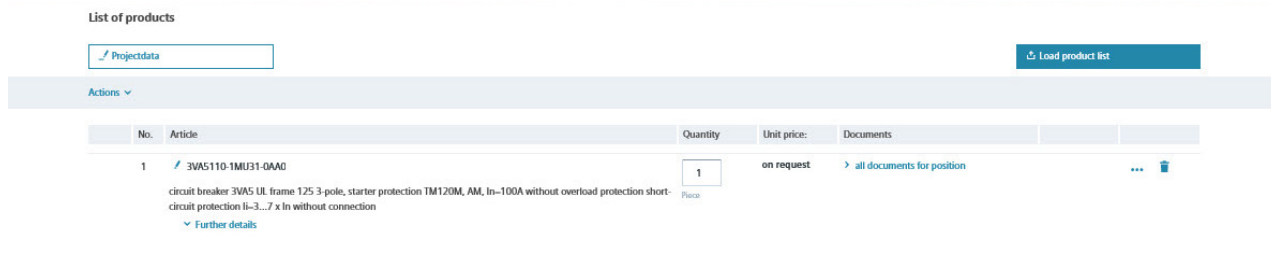 List of products
Projectdata
Load product list
Actions
No. Article Quantity Unit price: Documents
1 3VA5110-1MU31-0AA0 1 on request all documents for position
circuit breaker 3VA5 UL frame 125 3-pole, starter protection TM120M, AM, In=100A without overload protection short- Piece
circuit protection Ii=3...7 x In without connection
Further details